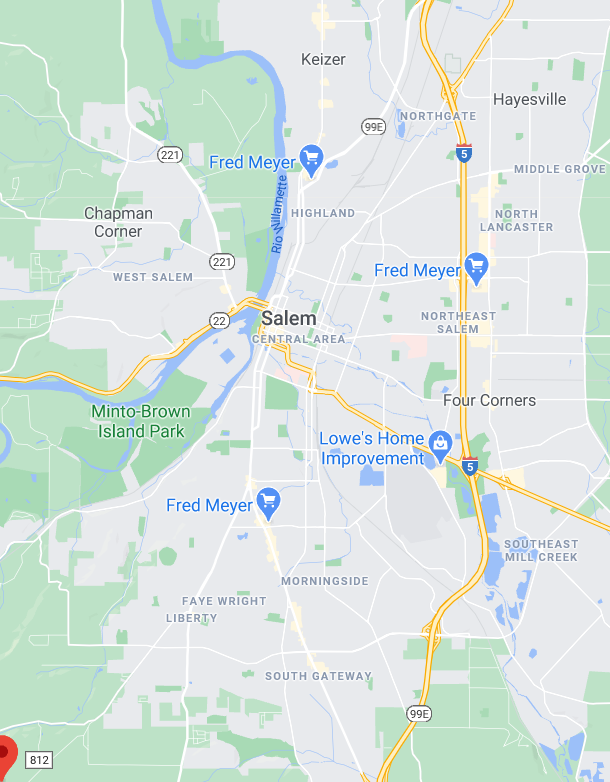 Keizer
Hayesville
NORTHGATE
99E
5
221
Fred Meyer
MIDDLE GROVE
Rio Willamette
Chapman
Corner
HIGHLAND
NORTH
LANCASTER
221
WEST SALEM
Fred Meyer
22
Salem
CENTRAL AREA
NORTHEAST
SALEM
Minto-Brown
Island Park
Four Corners
Lowe's Home
Improvement
5
Fred Meyer
SOUTHEAST
MILL CREEK
MORNINGSIDE
FAYE WRIGHT
LIBERTY
SOUTH GATEWAY
99E
812